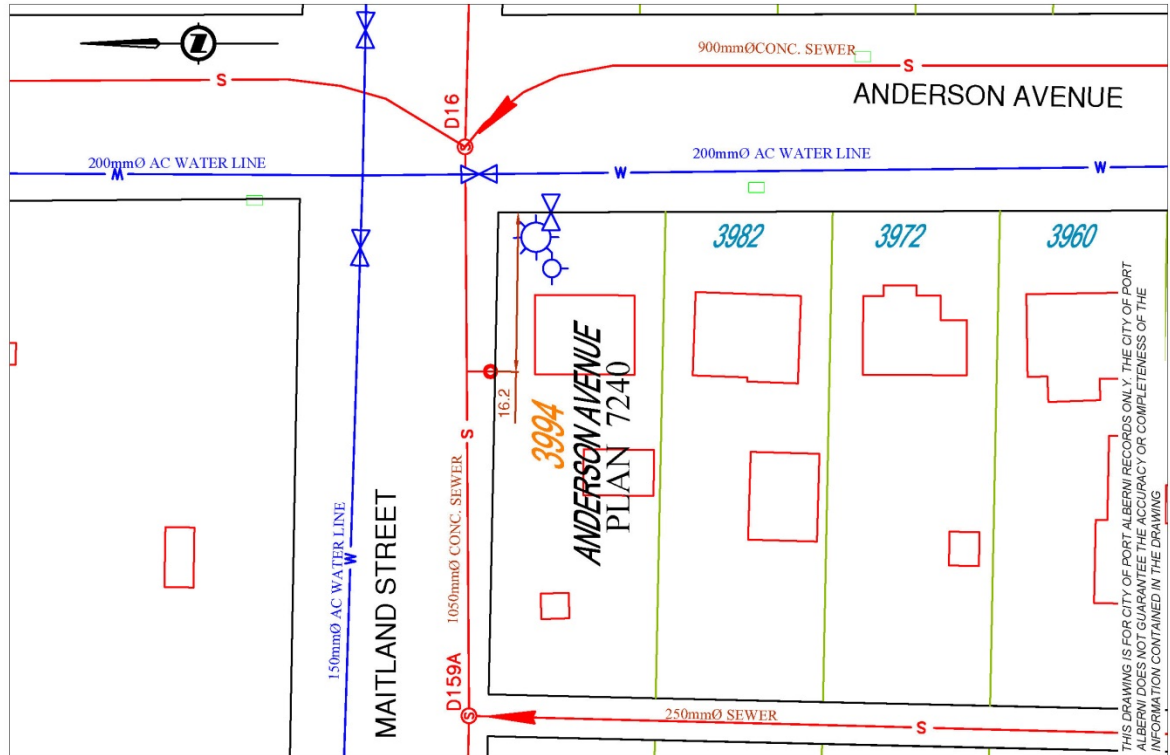 N
900mmØCONC. SEWER
S
S
ANDERSON AVENUE
D16
S
200mmØ AC WATER LINE
200mmØ AC WATER LINE
W
W
W
3982
3972
3960
16.2
3994
ANDERSON AVENUE
PLAN 7240
S
150mmØ AC WATER LINE
W
MAITLAND STREET
1050mmØ CONC. SEWER
D159A
S
250mmØ SEWER
S
THIS DRAWING IS FOR CITY OF PORT ALBERNI RECORDS ONLY. THE CITY OF PORT
ALBERNI DOES NOT GUARANTEE THE ACCURACY OR COMPLETENESS OF THE
INFORMATION CONTAINED IN THE DRAWING